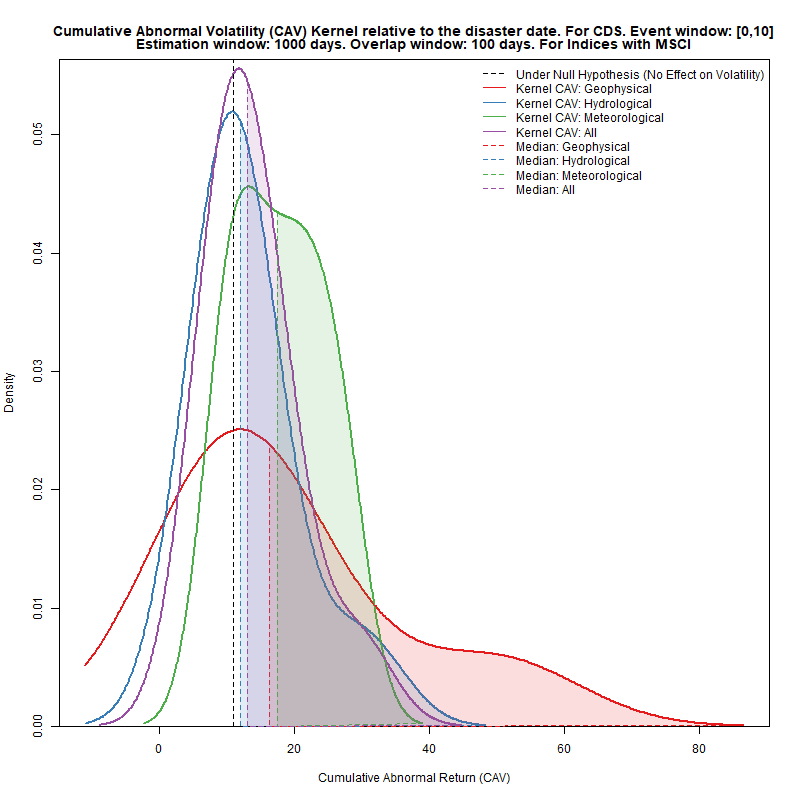 Cumulative Abnormal Volatility (CAV) Kernel relative to the disaster date. For CDS. Event window: [0,10]
Estimation window: 1000 days. Overlap window: 100 days. For Indices with MSCI
Under Null Hypothesis (No Effect on Volatility)
Kernel CAV: Geophysical
Kernel CAV: Hydrological
Kernel CAV: Meteorological
Kernel CAV: All
Median: Geophysical
Median: Hydrological
Median: Meteorological
Median: All
Density
0.05
0.04
0.03
0.02
0.01
0.00
0 20 40 60 80
Cumulative Abnormal Return (CAV)